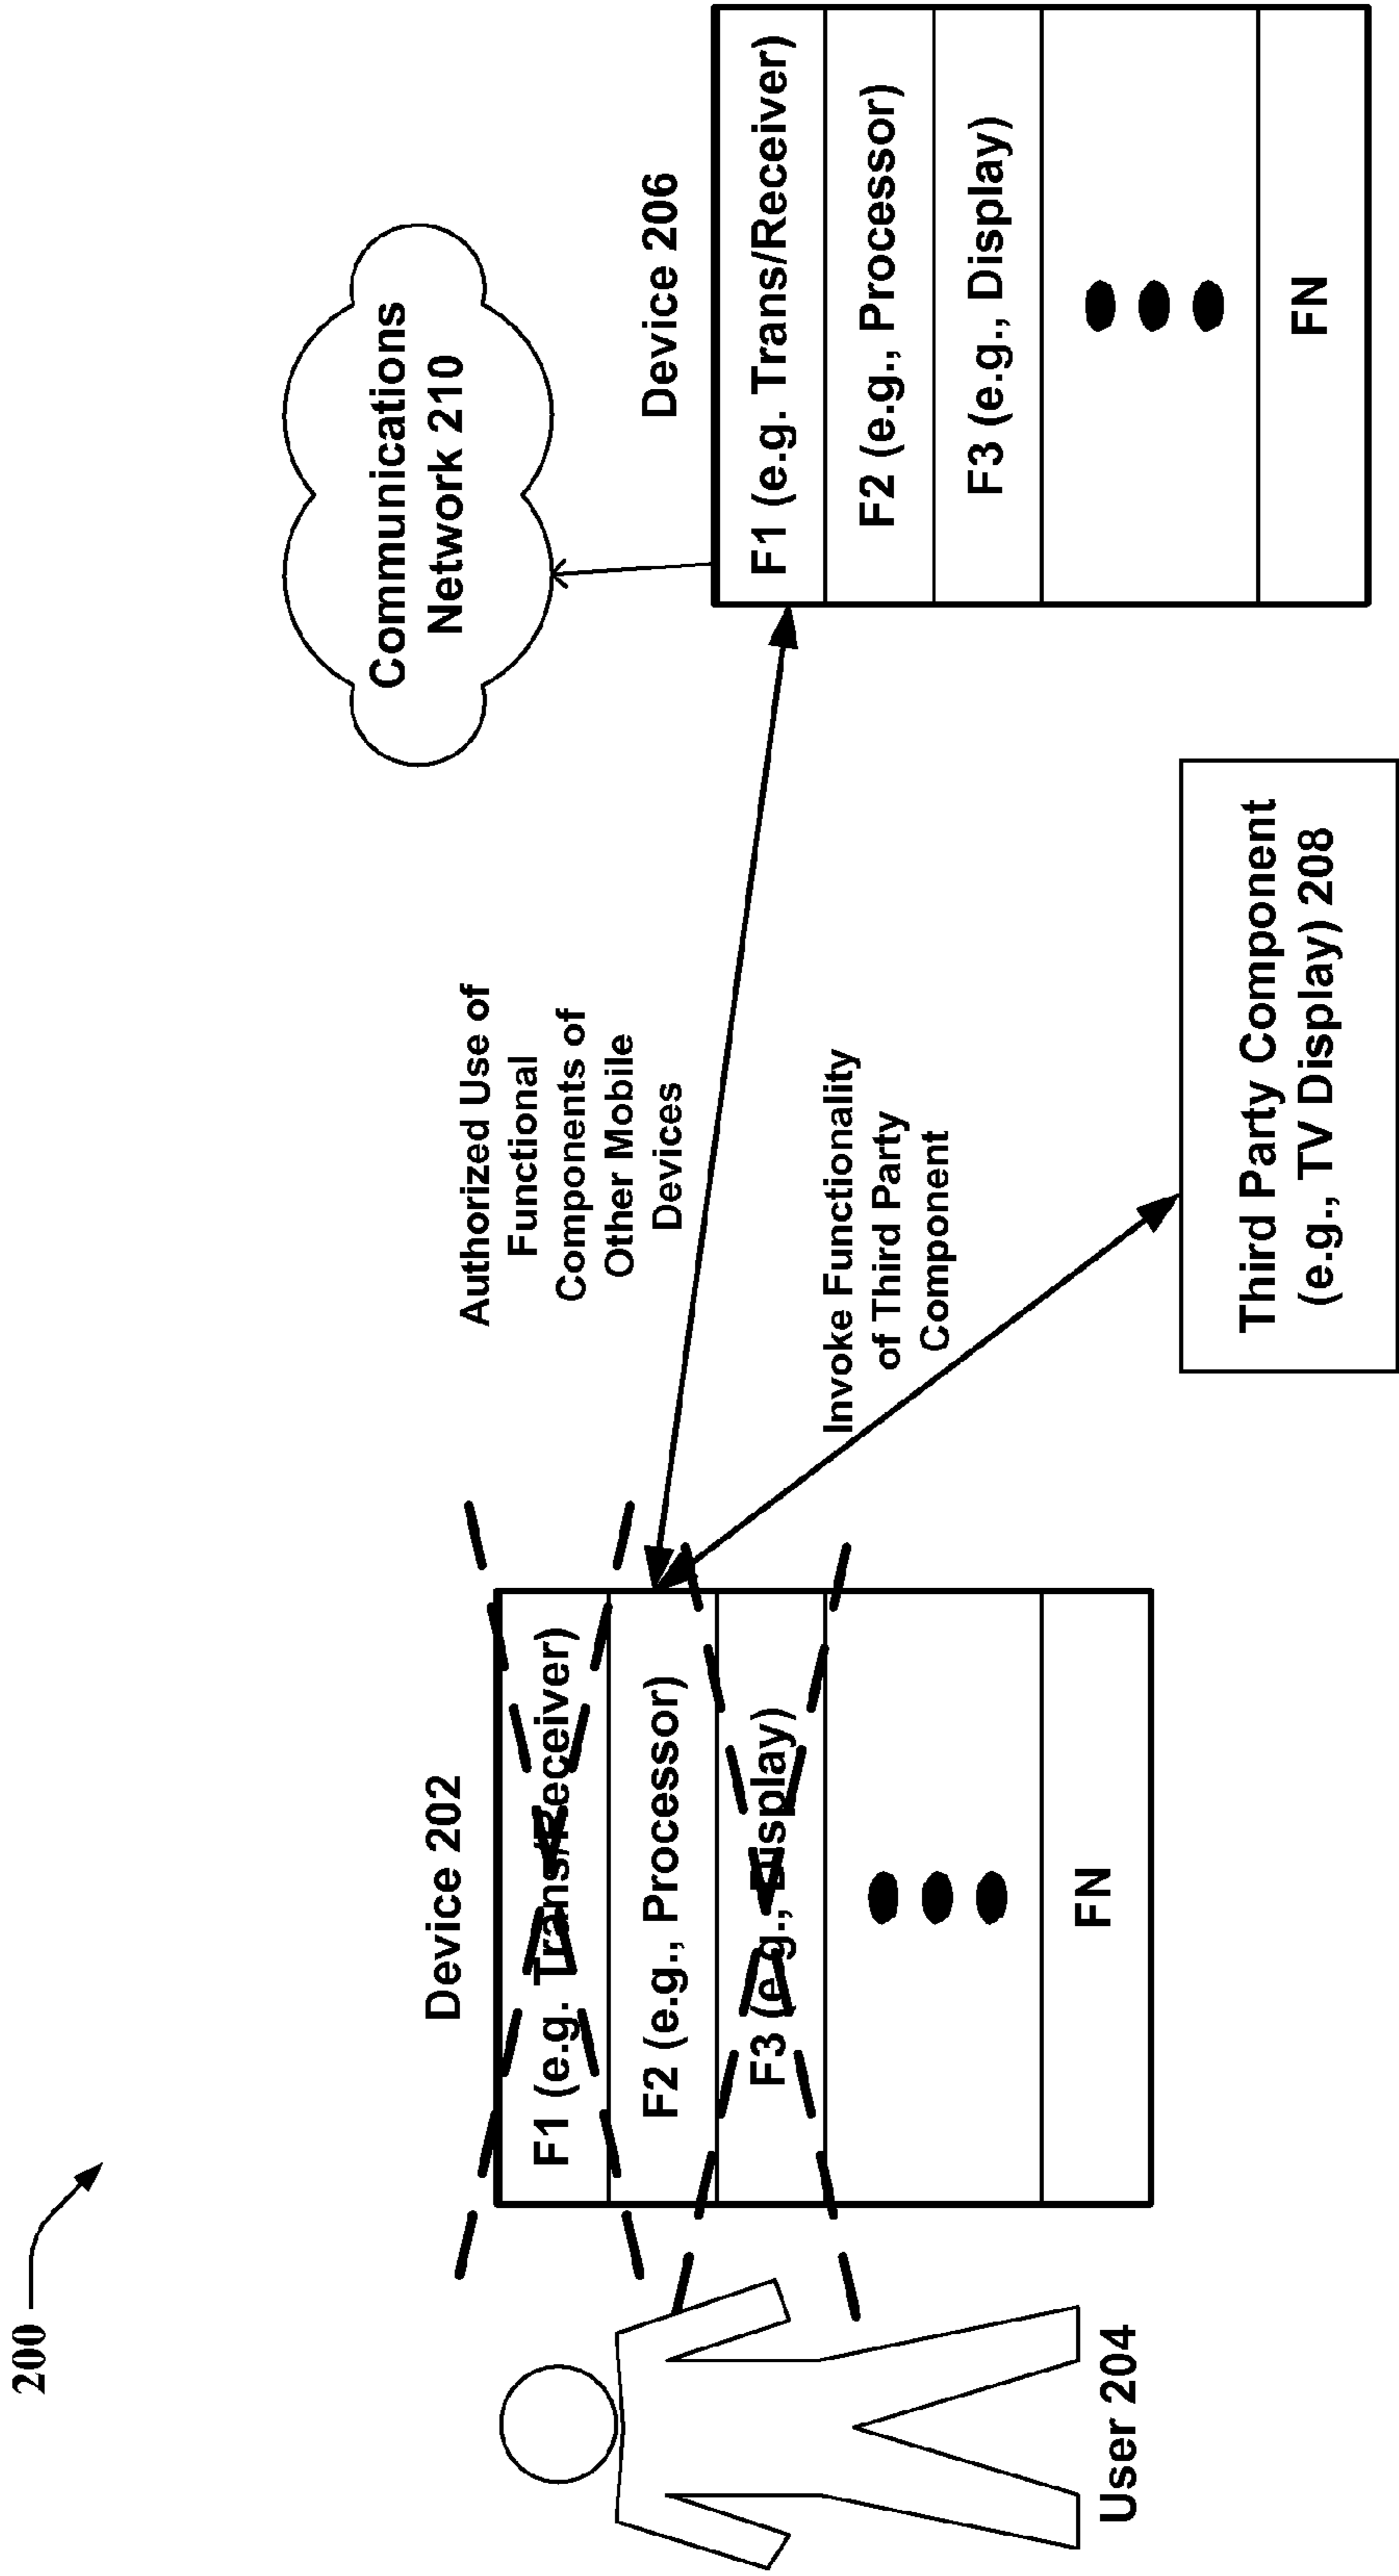 200
Communications
Network 210
Device 202
F1 (e.g. Trans/Receiver)
F2 (e.g., Processor)
F3 (e.g., Display)
FN
User 204
Authorized Use of
Functional
Components of
Other Mobile
Devices
Invoke Functionality
of Third Party
Component
Third Party Component
(e.g., TV Display) 208
Device 206
F1 (e.g. Trans/Receiver)
F2 (e.g., Processor)
F3 (e.g., Display)
FN